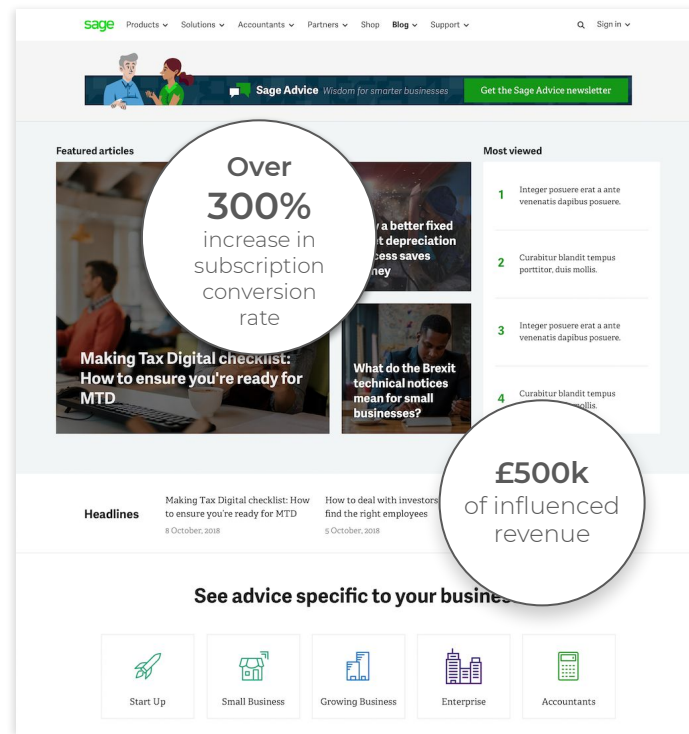 sage Products Solutions Accountants Partners Shop Blog Support Sign in
Sage Advice Wisdom for smarter businesses Get the Sage Advice newsletter
Featured articles
Over
300%
increase in
subscription
conversion
rate
Making Tax Digital checklist:
How to ensure you're ready for
MTD
a better fixed
depreciation
saves
What do the Brexit
technical notices
mean for small
businesses?
Most viewed
1 Integer posuere erat a ante
venenatis dapibus posuere.
2 Curabitur blandit tempus
porttitor, duis mollis.
3 Integer posuere erat a ante
venenatis dapibus posuere.
4 Curabitur blandit tempus
mollis.
£500k
of influenced
revenue
Headlines
Making Tax Digital checklist: How
to ensure you're ready for MTD
8 October, 2018
How to deal with investors
find the right employees
5 October, 2018
See advice specific to your
Start Up
Small Business
Growing Business
Enterprise
Accountants